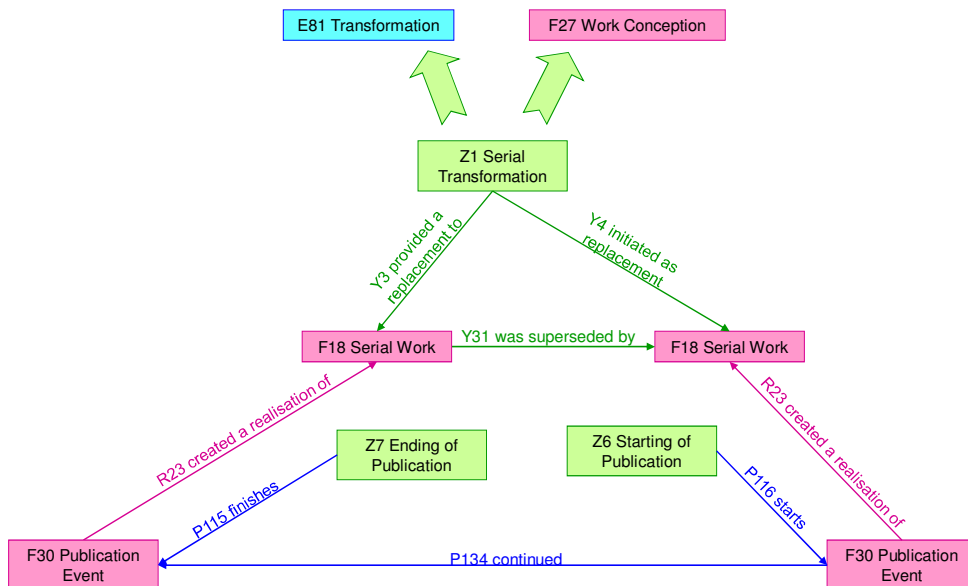 E81 Transformation
F27 Work Conception
Z1 Serial
Transformation
Y3 provided a
replacement to
Y4 initiated as
replacement
F18 Serial Work
Y31 was superseded by
F18 Serial Work
R23 created a realisation of
R23 created a realisation of
Z7 Ending of
Publication
Z6 Starting of
Publication
P115 finishes
P116 starts
F30 Publication
Event
P134 continued
F30 Publication
Event